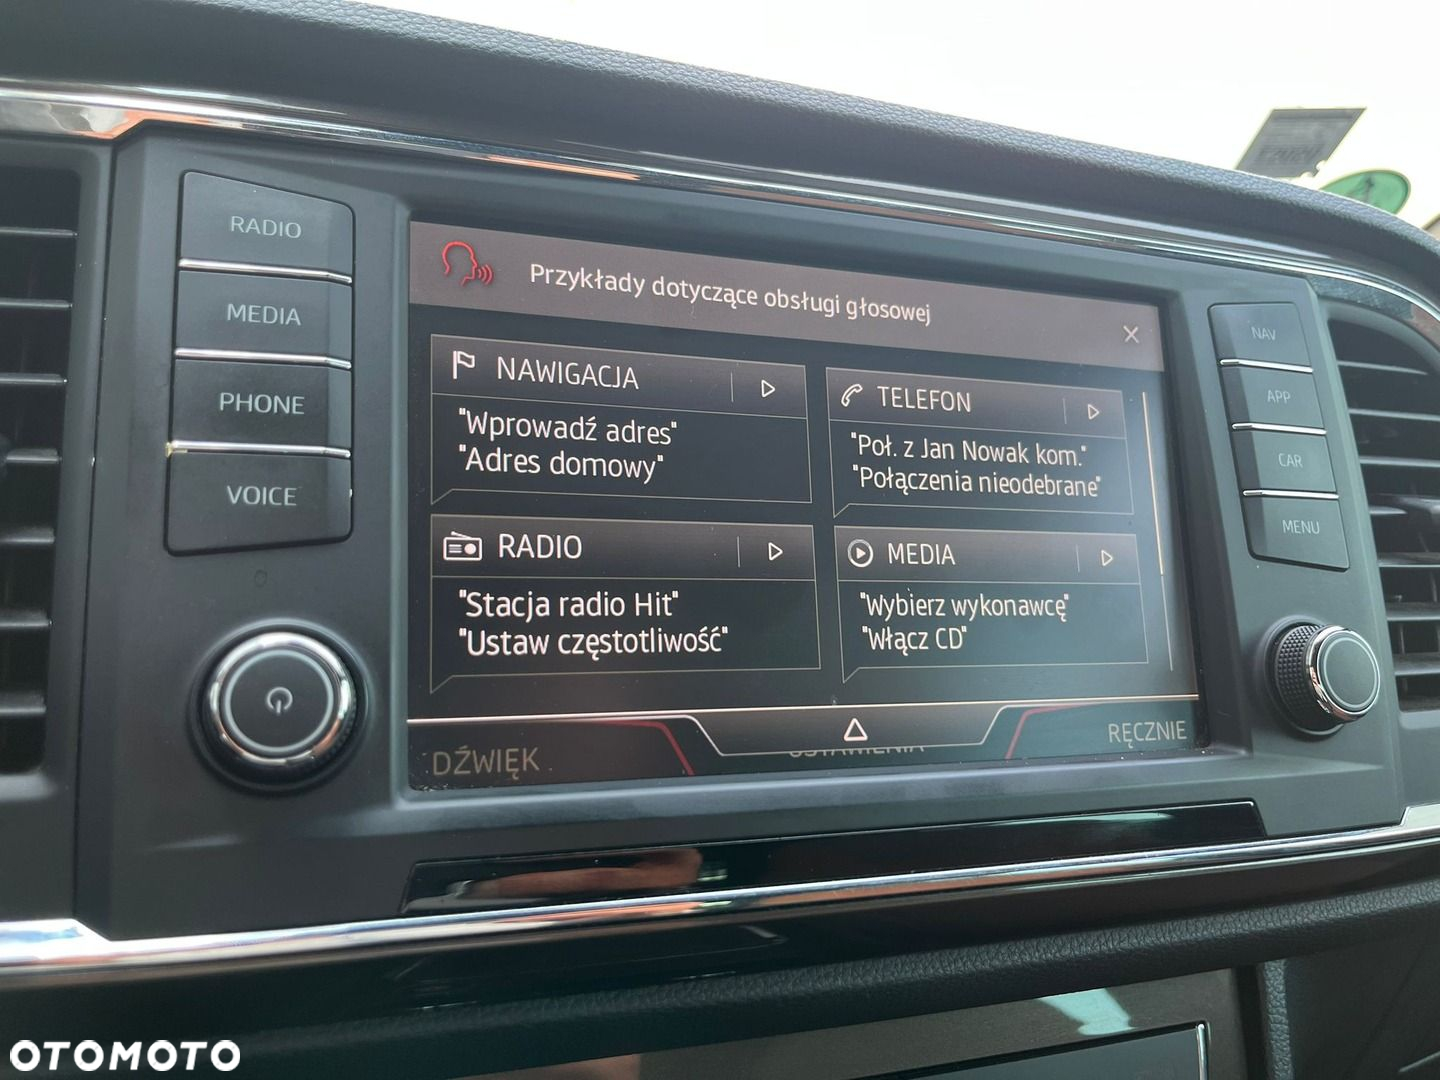 RADIO
MEDIA
PHONE
VOICE
Przykłady dotyczące obsługi głosowej
NAWIGACJA
"Wprowadź adres"
"Adres domowy"
TELEFON
"Poł. z Jan Nowak kom."
"Połączenia nieodebrane"
RADIO
"Stacja radio Hit"
"Ustaw częstotliwość"
MEDIA
"Wybierz wykonawcę"
"Włącz CD"
DŹWIĘK
USTAWIENIA
RĘCZNIE
NAV
APP
CAR
MENU
OTOMOTO